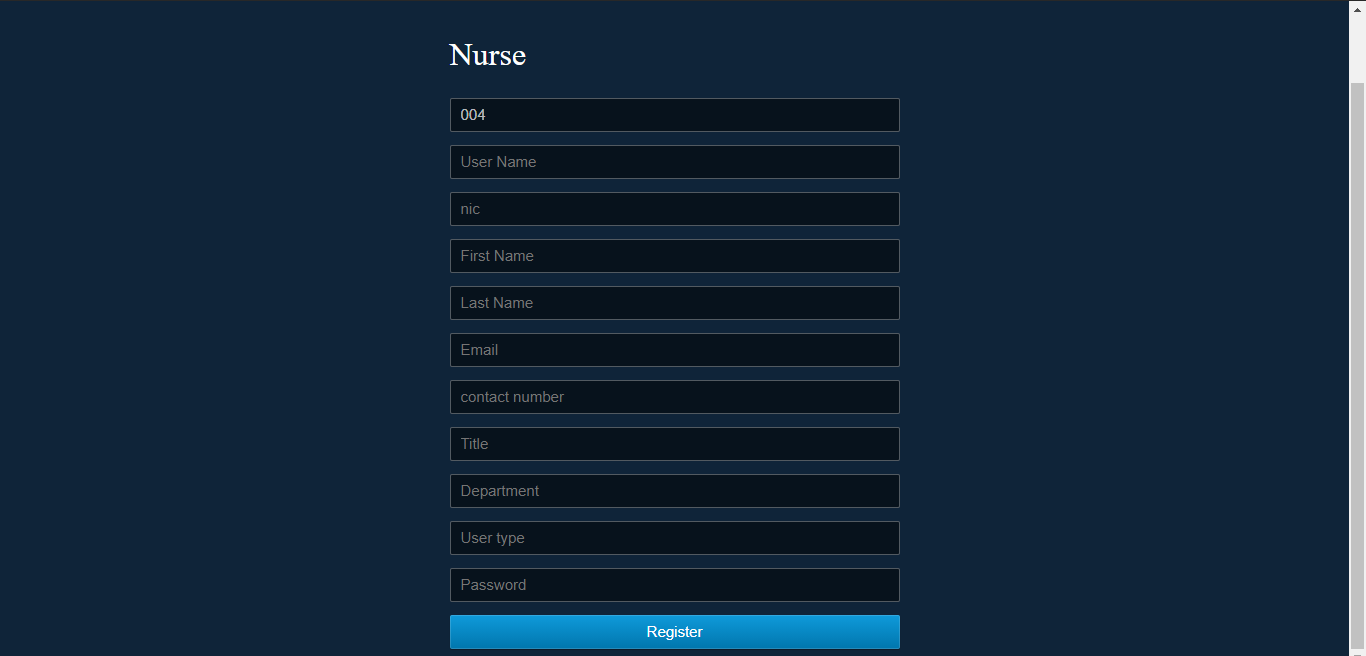 Nurse
004
User Name
nic
First Name
Last Name
Email
contact number
Title
Department
User type
Password
Register